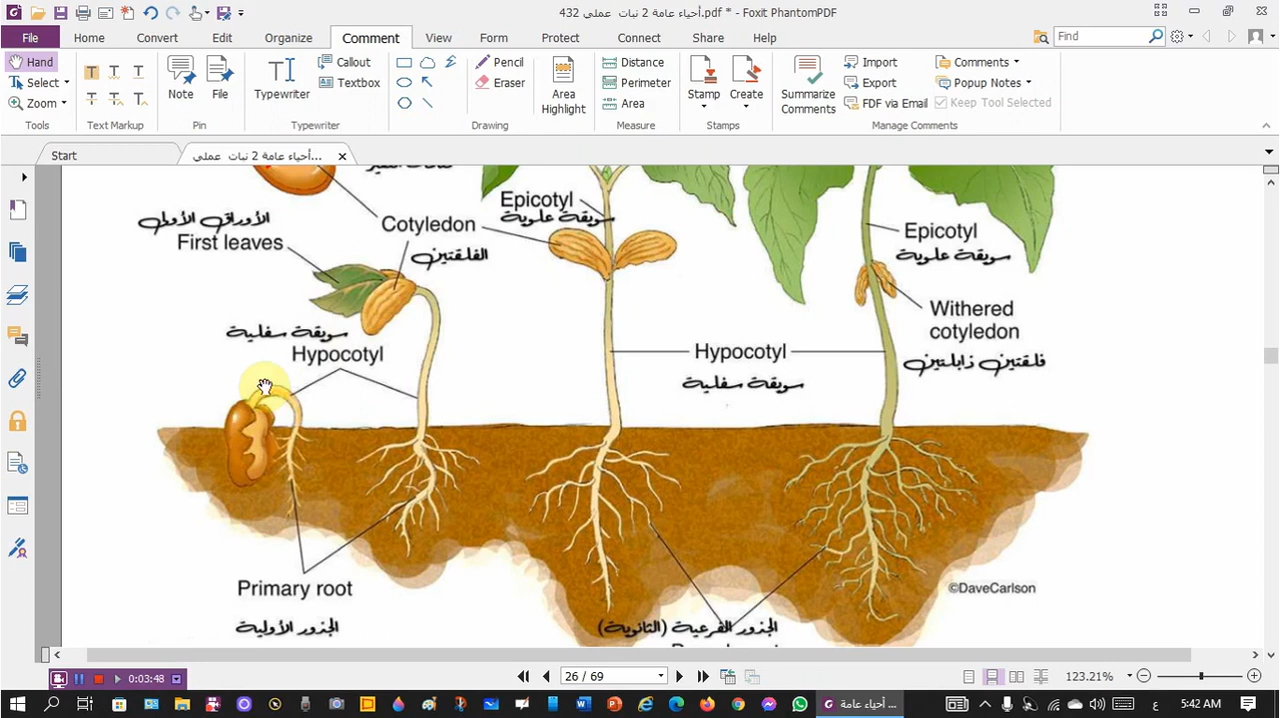 أحياء عامة 2 نبات عملي 432.pdf * - Foxit PhantomPDF
File Home Convert Edit Organize Comment View Form Protect Connect Share Help Find
Hand
Select
Zoom
Tools
Text Markup
Note
File
Pin
Typewriter
Callout
Textbox
Typewriter
Pencil
Eraser
Area Highlight
Drawing
Distance
Perimeter
Area
Measure
Stamp
Create
Stamps
Summarize Comments
Import
Export
FDF via Email
Comments
Popup Notes
Keep Tool Selected
Manage Comments
Start
أحياء عامة 2 نبات عملي...
Epicotyl
سويقة علوية
الأوراق الأولى
First leaves
Cotyledon
الفلقتين
Epicotyl
سويقة علوية
Withered
cotyledon
فلقتين زابلتين
سويقة سفلية
Hypocotyl
Hypocotyl
سويقة سفلية
Primary root
الجذور الأولية
الجذور الفرعية (الثانوية)
©DaveCarlson
0:03:48
26 / 69
123.21%
أحياء عامة ...
ع
5:42 AM